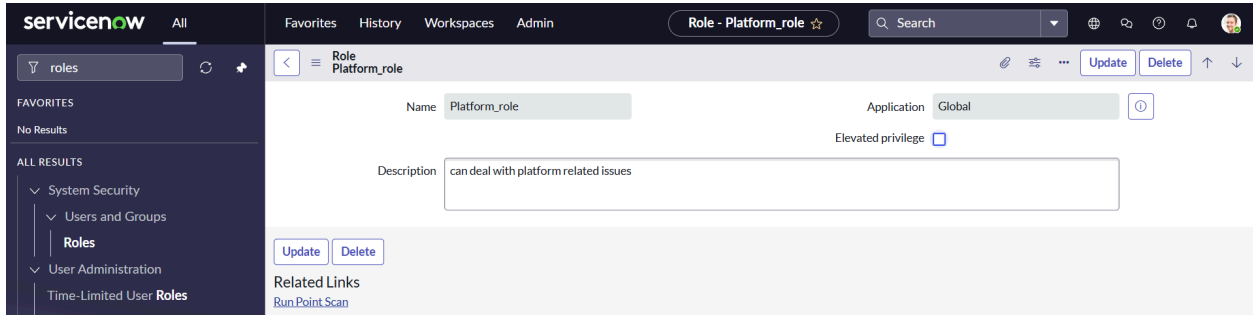 servicenow All Favorites History Workspaces Admin Role - Platform_role Search
roles
Role
Platform_role
Update Delete
FAVORITES
No Results
ALL RESULTS
System Security
Users and Groups
Roles
User Administration
Time-Limited User Roles
Name Platform_role Application Global
Elevated privilege
Description can deal with platform related issues
Update Delete
Related Links
Run Point Scan